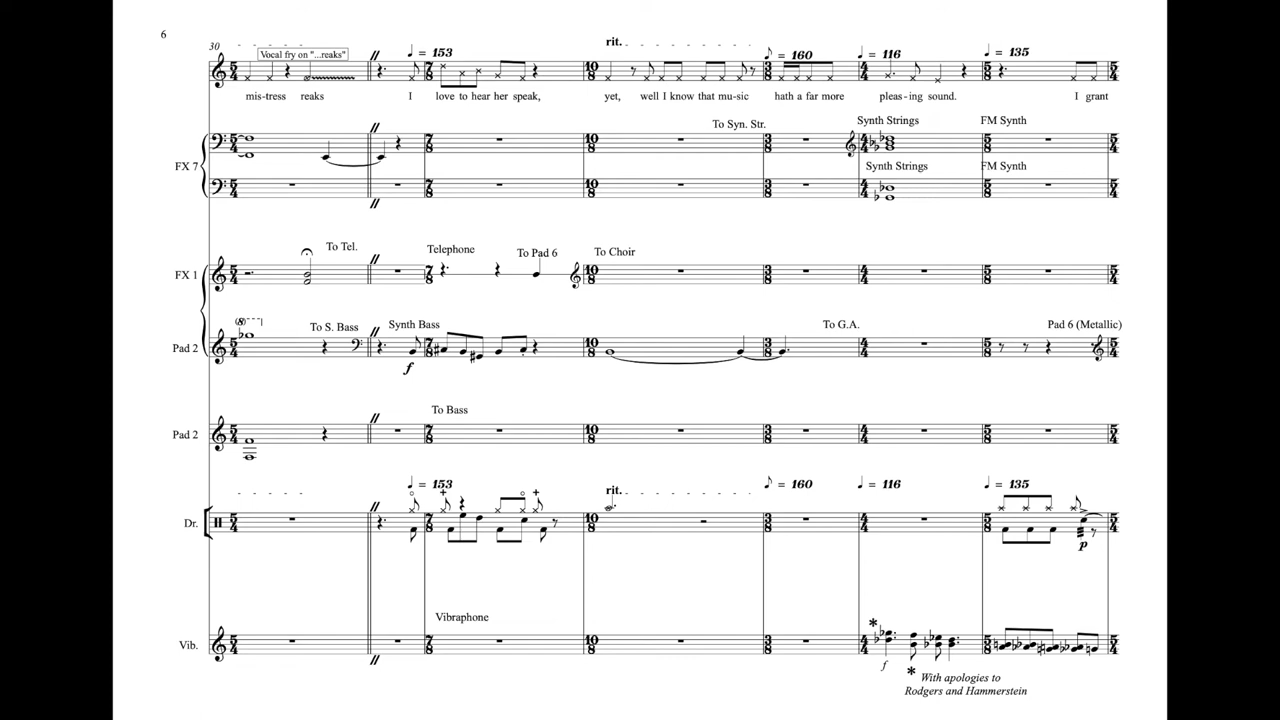 6
30
Vocal fry on "...reaks"
= 153
rit.
= 160
= 116
= 135
mis-tress reaks I love to hear her speak, yet, well I know that mu-sic hath a far more pleas-ing sound. I grant
To Syn. Str.
Synth Strings
FM Synth
FX 7
Synth Strings
FM Synth
To Tel.
Telephone
To Pad 6
To Choir
FX 1
(8)
To S. Bass
Synth Bass
To G.A.
Pad 6 (Metallic)
Pad 2
f
To Bass
Pad 2
= 153
rit.
= 160
= 116
= 135
Dr.
p
Vibraphone
Vib.
*
f
* With apologies to
Rodgers and Hammerstein